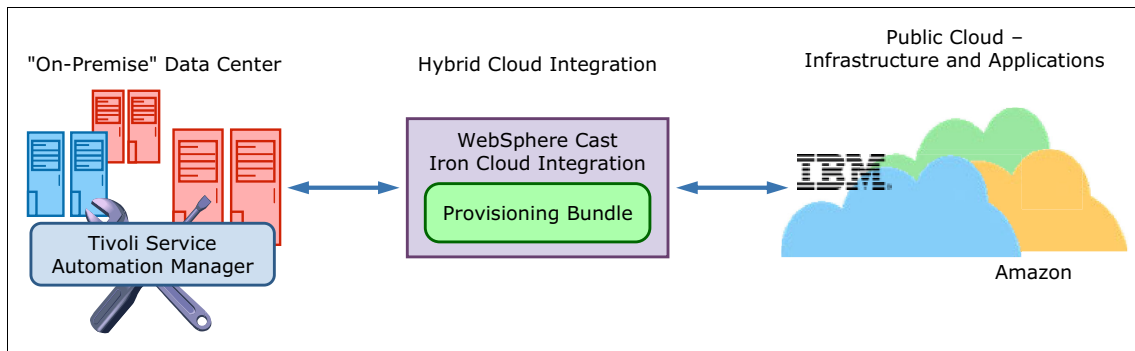 "On-Premise" Data Center
Tivoli Service
Automation Manager
Hybrid Cloud Integration
WebSphere Cast
Iron Cloud Integration
Provisioning Bundle
Public Cloud –
Infrastructure and Applications
IBM®
Amazon